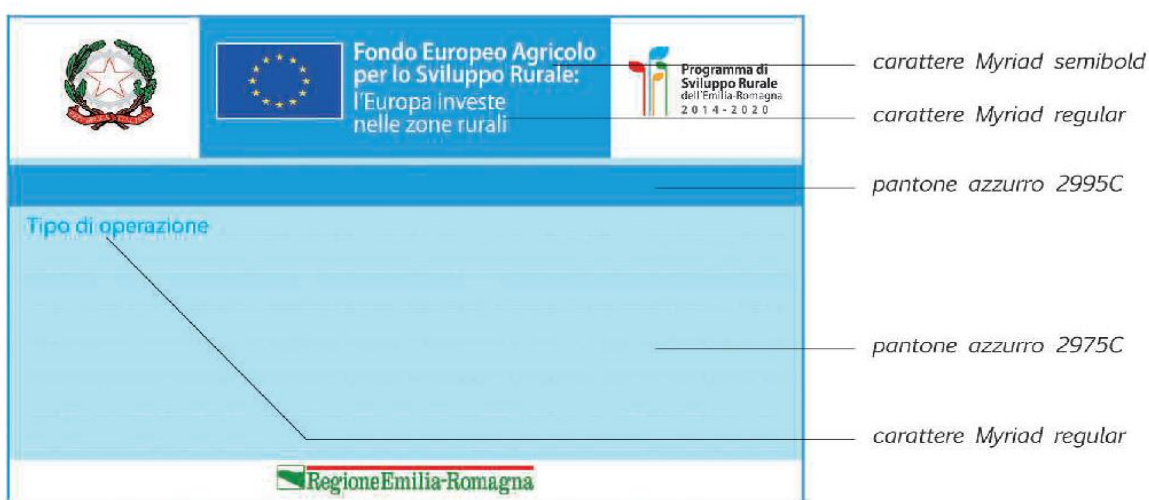 Fondo Europeo Agricolo
per lo Sviluppo Rurale:
l'Europa investe
nelle zone rurali
Programma di
Sviluppo Rurale
dell'Emilia-Romagna
2014-2020
carattere Myriad semibold
carattere Myriad regular
pantone azzurro 2995C
Tipo di operazione
pantone azzurro 2975C
carattere Myriad regular
RegioneEmilia-Romagna